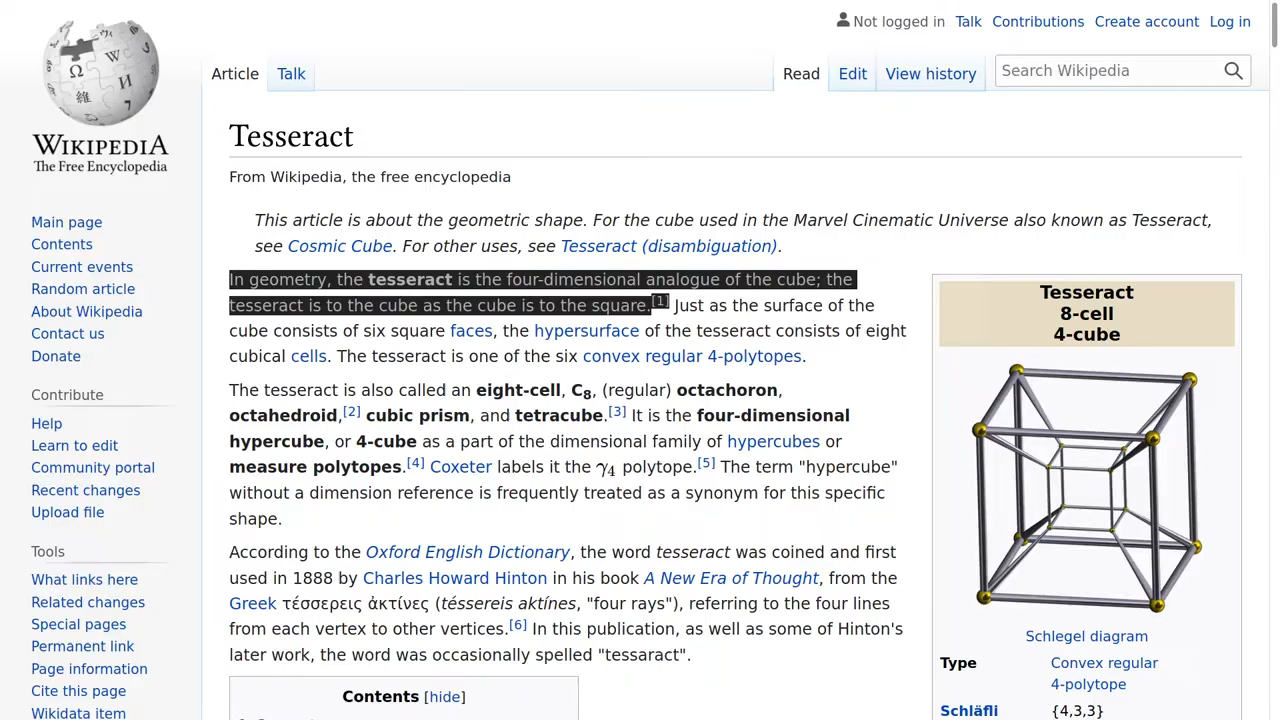 Not logged in Talk Contributions Create account Log in
Article Talk Read Edit View history Search Wikipedia
WIKIPEDIA
The Free Encyclopedia
Main page
Contents
Current events
Random article
About Wikipedia
Contact us
Donate
Contribute
Help
Learn to edit
Community portal
Recent changes
Upload file
Tools
What links here
Related changes
Special pages
Permanent link
Page information
Cite this page
Wikidata item
Tesseract
From Wikipedia, the free encyclopedia
This article is about the geometric shape. For the cube used in the Marvel Cinematic Universe also known as Tesseract,
see Cosmic Cube. For other uses, see Tesseract (disambiguation).
In geometry, the tesseract is the four-dimensional analogue of the cube; the
tesseract is to the cube as the cube is to the square.[1] Just as the surface of the
cube consists of six square faces, the hypersurface of the tesseract consists of eight
cubical cells. The tesseract is one of the six convex regular 4-polytopes.
The tesseract is also called an eight-cell, C8, (regular) octachoron,
octahedroid,[2] cubic prism, and tetracube.[3] It is the four-dimensional
hypercube, or 4-cube as a part of the dimensional family of hypercubes or
measure polytopes.[4] Coxeter labels it the γ4 polytope.[5] The term "hypercube"
without a dimension reference is frequently treated as a synonym for this specific
shape.
According to the Oxford English Dictionary, the word tesseract was coined and first
used in 1888 by Charles Howard Hinton in his book A New Era of Thought, from the
Greek τέσσερεις ἀκτίνες (téssereis aktínes, "four rays"), referring to the four lines
from each vertex to other vertices.[6] In this publication, as well as some of Hinton's
later work, the word was occasionally spelled "tessaract".
Contents [hide]
Tesseract
8-cell
4-cube
Schlegel diagram
Type Convex regular
4-polytope
Schläfli {4,3,3}